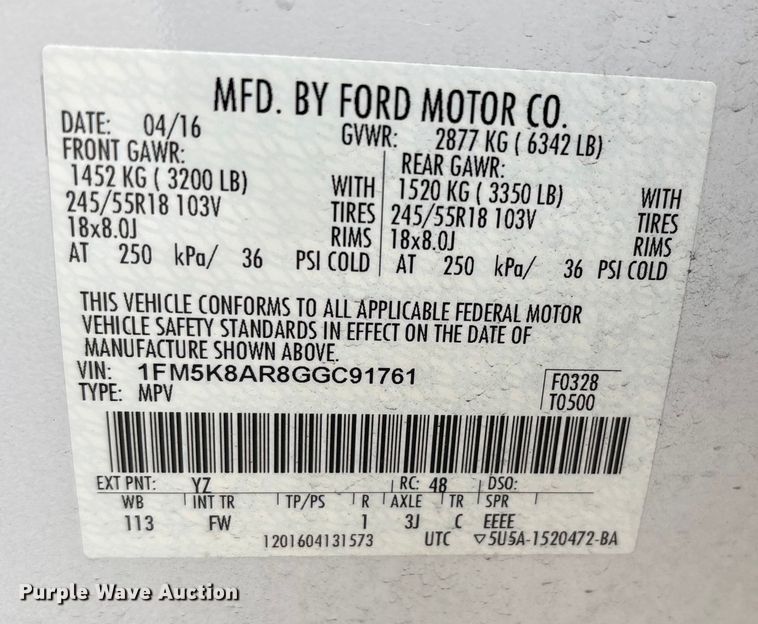 MFD. BY FORD MOTOR CO.
DATE: 04/16 GVWR: 2877 KG ( 6342 LB)
FRONT GAWR: REAR GAWR:
1452 KG ( 3200 LB) WITH 1520 KG ( 3350 LB) WITH
245/55R18 103V TIRES 245/55R18 103V TIRES
18x8.0J RIMS 18x8.0J RIMS
AT 250 kPa/ 36 PSI COLD AT 250 kPa/ 36 PSI COLD
THIS VEHICLE CONFORMS TO ALL APPLICABLE FEDERAL MOTOR
VEHICLE SAFETY STANDARDS IN EFFECT ON THE DATE OF
MANUFACTURE SHOWN ABOVE.
VIN: 1FM5K8AR8GGC91761 F0328
TYPE: MPV T0500
EXT PNT: YZ RC: 48 DSO:
WB INT TR TP/PS R AXLE TR SPR
113 FW 1 3J C EEEE
1201604131573 UTC ▽5U5A-1520472-BA
Purple Wave Auction